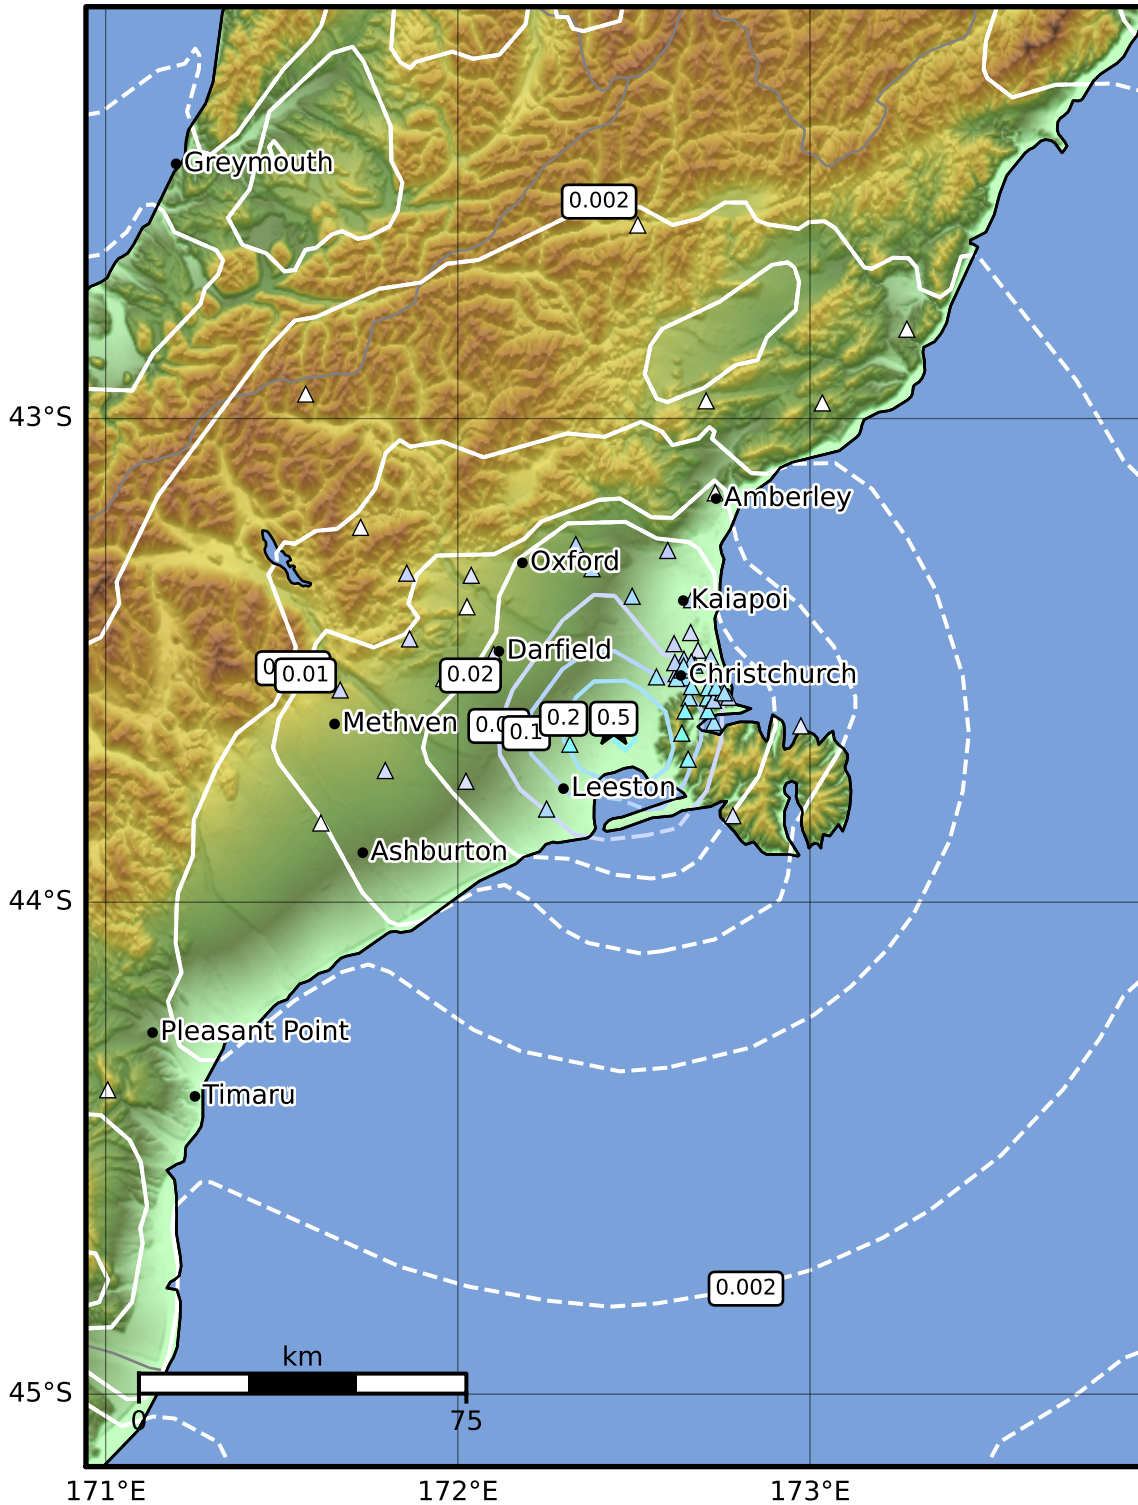 0.002
Greymouth
43°S
Amberley
Oxford
Kaiapoi
Darfield
Christchurch
0.01
0.02
Methven
0.1
0.2
0.5
Leeston
Ashburton
44°S
Pleasant Point
Timaru
0.002
km
0
75
45°S
171°E
172°E
173°E